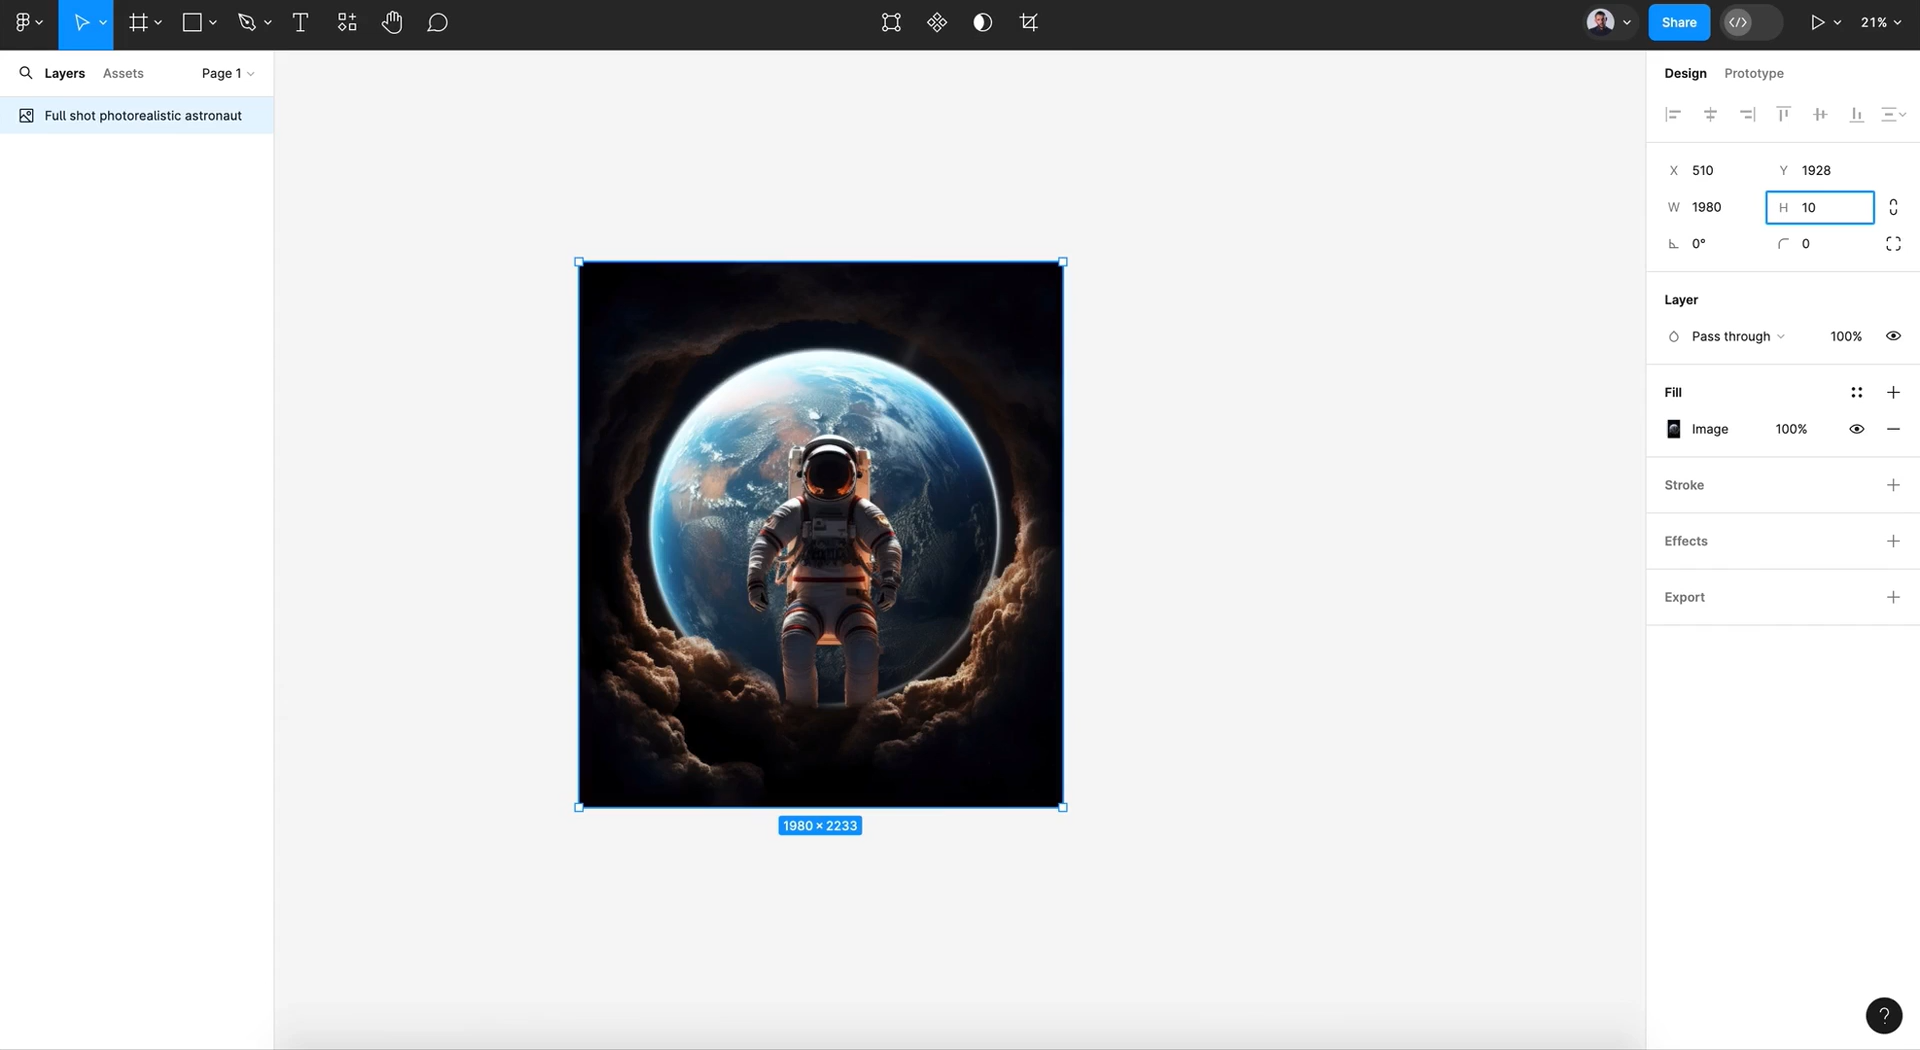 Share
21%
Layers
Assets
Page 1
Full shot photorealistic astronaut
Design
Prototype
X 510
Y 1928
W 1980
H 10
0°
0
Layer
Pass through
100%
Fill
Image
100%
Stroke
Effects
Export
1980 × 2233
?